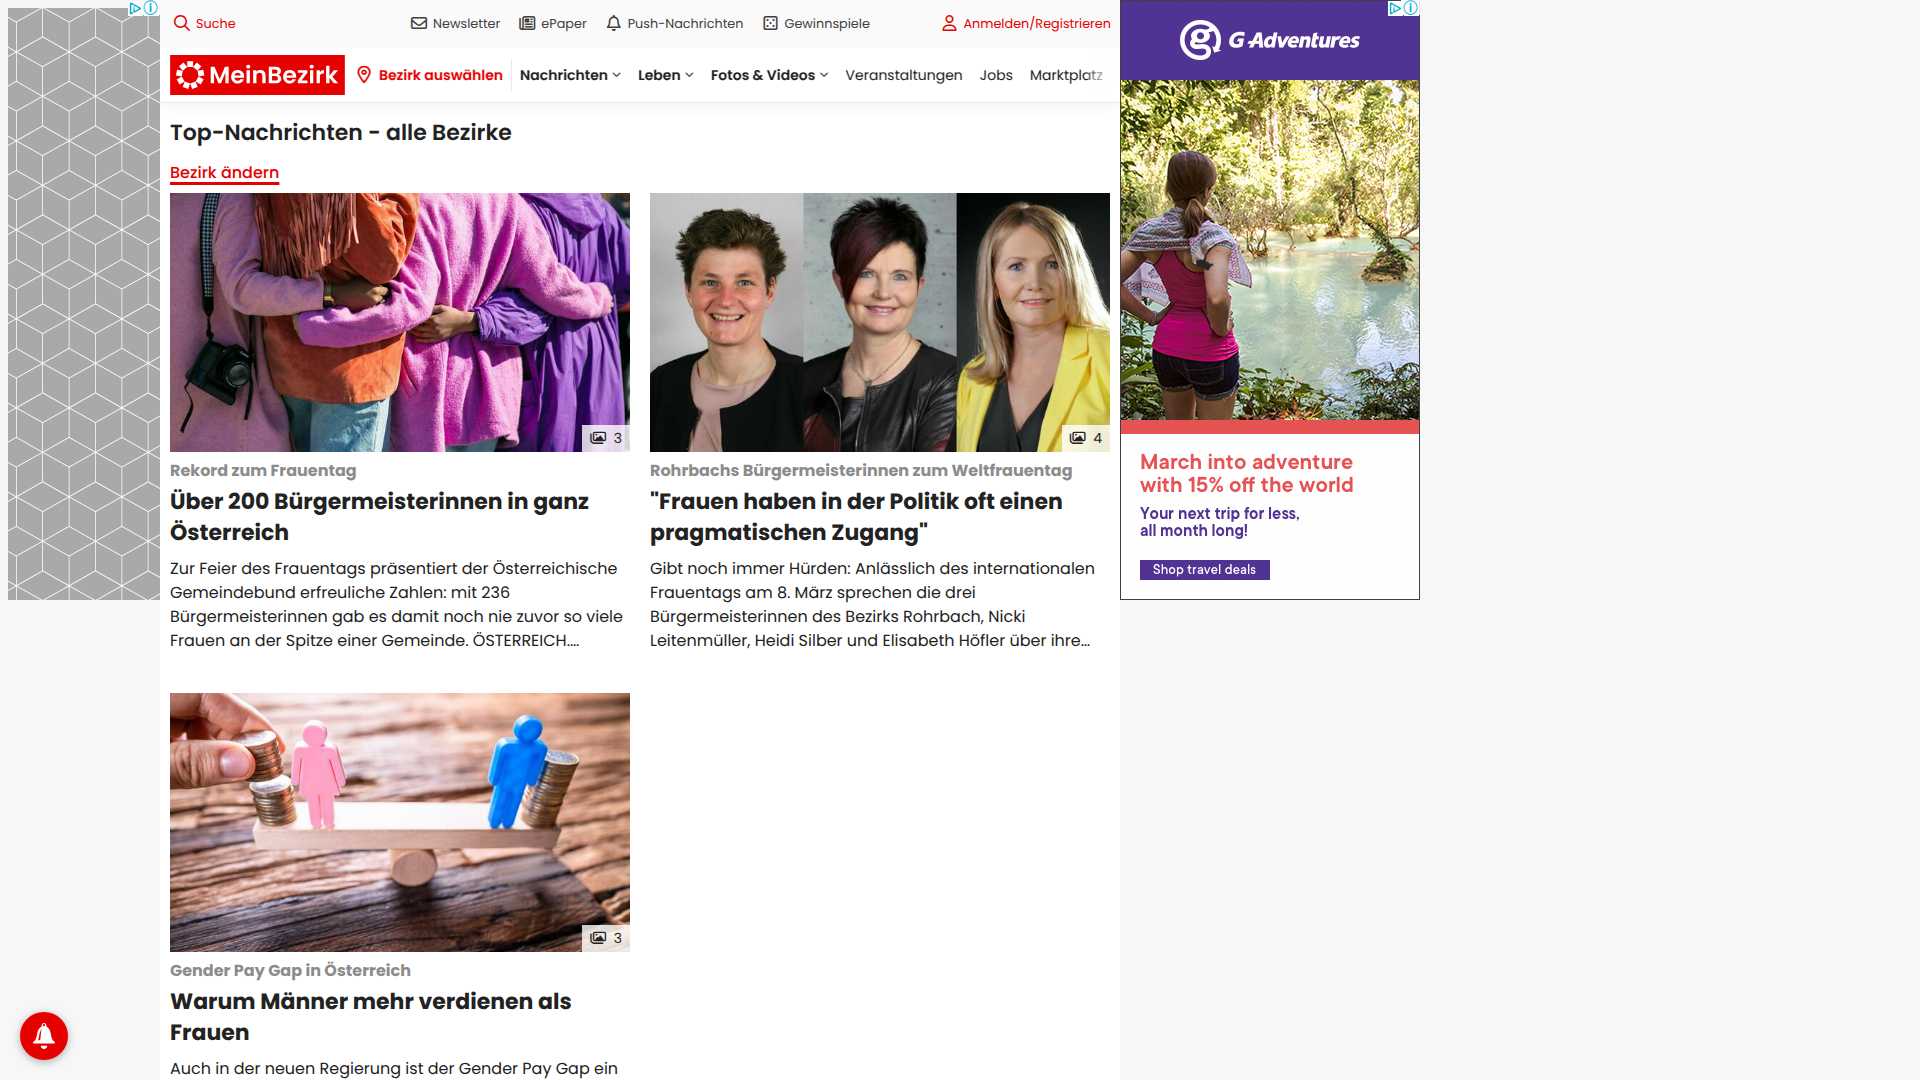 Suche
Newsletter
ePaper
Push-Nachrichten
Gewinnspiele
Anmelden/Registrieren
MeinBezirk
Bezirk auswählen
Nachrichten
Leben
Fotos & Videos
Veranstaltungen
Jobs
Marktplatz
Top-Nachrichten - alle Bezirke
Bezirk ändern
3
Rekord zum Frauentag
Über 200 Bürgermeisterinnen in ganz
Österreich
Zur Feier des Frauentags präsentiert der Österreichische
Gemeindebund erfreuliche Zahlen: mit 236
Bürgermeisterinnen gab es damit noch nie zuvor so viele
Frauen an der Spitze einer Gemeinde. ÖSTERREICH....
4
Rohrbachs Bürgermeisterinnen zum Weltfrauentag
"Frauen haben in der Politik oft einen
pragmatischen Zugang"
Gibt noch immer Hürden: Anlässlich des internationalen
Frauentags am 8. März sprechen die drei
Bürgermeisterinnen des Bezirks Rohrbach, Nicki
Leitenmüller, Heidi Silber und Elisabeth Höfler über ihre...
3
Gender Pay Gap in Österreich
Warum Männer mehr verdienen als
Frauen
Auch in der neuen Regierung ist der Gender Pay Gap ein
G Adventures
March into adventure
with 15% off the world
Your next trip for less,
all month long!
Shop travel deals